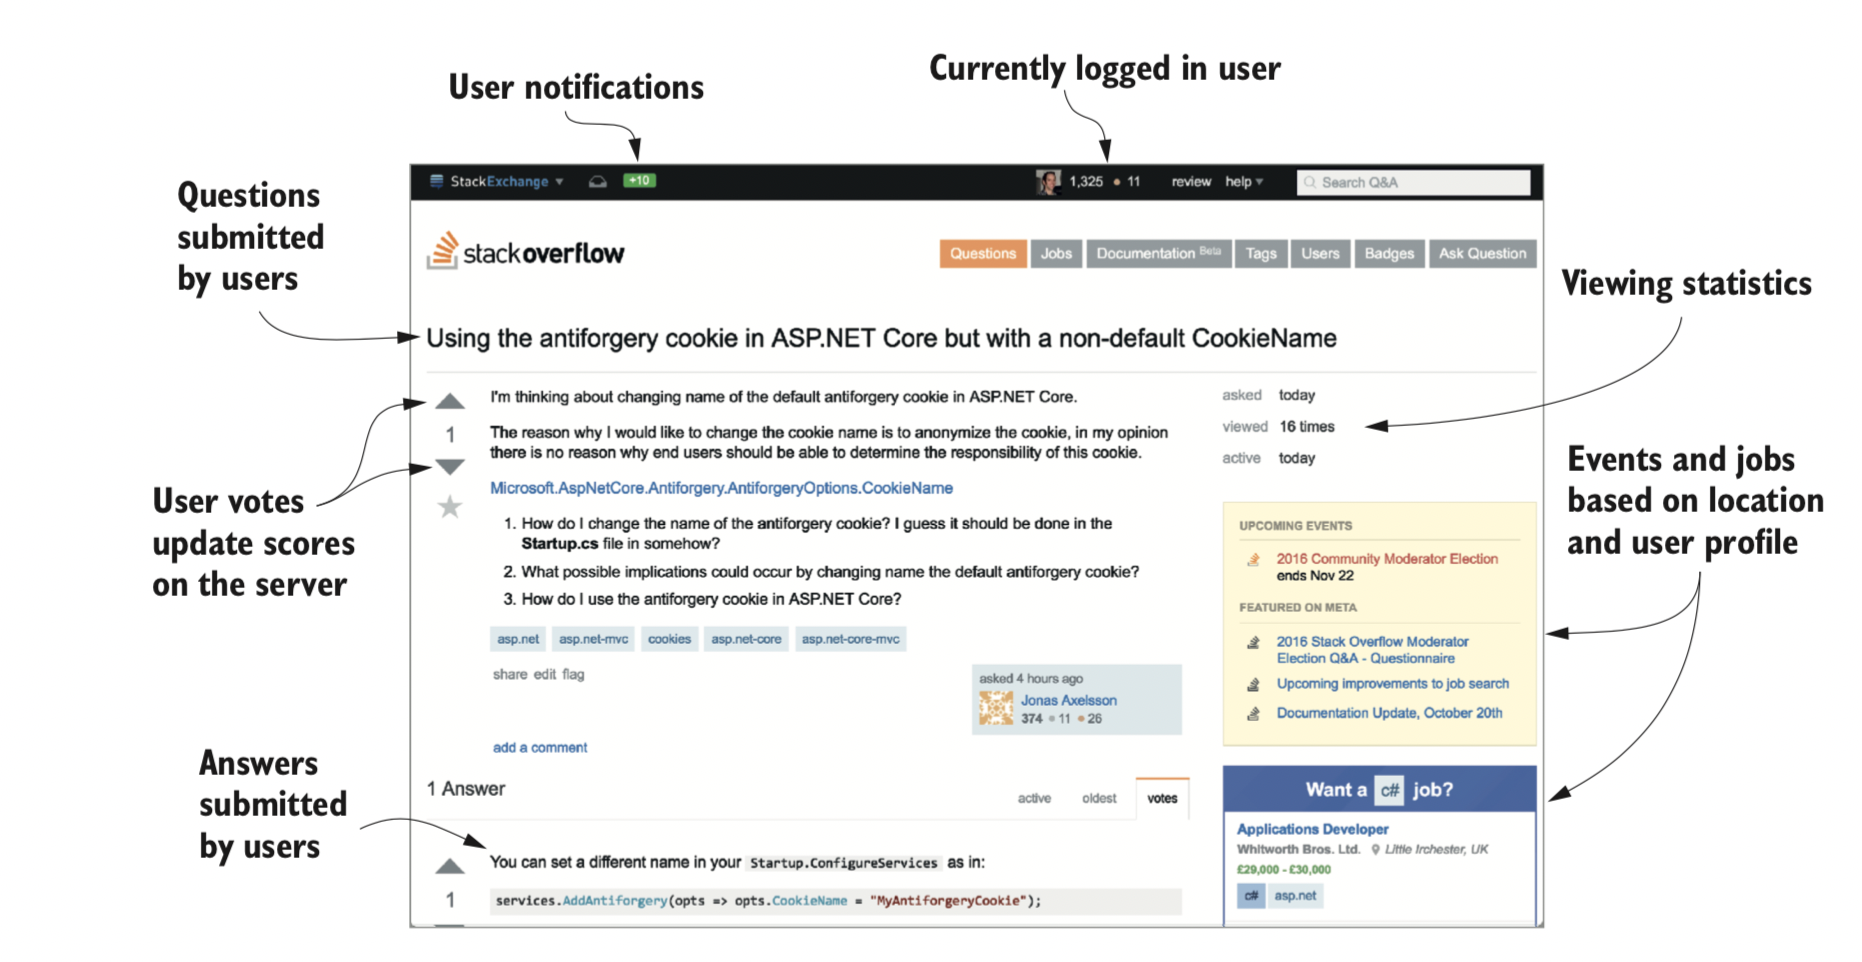 User notifications
Currently logged in user
StackExchange
+10
1,325 • 11
review
help
Search Q&A
Questions
submitted
by users
stackoverflow
Questions
Jobs
Documentation Beta
Tags
Users
Badges
Ask Question
Viewing statistics
Using the antiforgery cookie in ASP.NET Core but with a non-default CookieName
I'm thinking about changing name of the default antiforgery cookie in ASP.NET Core.
1
The reason why I would like to change the cookie name is to anonymize the cookie, in my opinion
there is no reason why end users should be able to determine the responsibility of this cookie.
Microsoft.AspNetCore.Antiforgery.AntiforgeryOptions.CookieName
1. How do I change the name of the antiforgery cookie? I guess it should be done in the
Startup.cs file in somehow?
2. What possible implications could occur by changing name the default antiforgery cookie?
3. How do I use the antiforgery cookie in ASP.NET Core?
asp.net
asp.net-mvc
cookies
asp.net-core
asp.net-core-mvc
share edit flag
asked 4 hours ago
Jonas Axelsson
374 • 11 • 26
add a comment
asked today
viewed 16 times
active today
User votes
update scores
on the server
Events and jobs
based on location
and user profile
UPCOMING EVENTS
2016 Community Moderator Election
ends Nov 22
FEATURED ON META
2016 Stack Overflow Moderator
Election Q&A - Questionnaire
Upcoming improvements to job search
Documentation Update, October 20th
Answers
submitted
by users
1 Answer
active
oldest
votes
You can set a different name in your Startup.ConfigureServices as in:
1
services.AddAntiforgery(opts => opts.CookieName = "MyAntiforgeryCookie");
Want a c# job?
Applications Developer
Whitworth Bros. Ltd. Little Irchester, UK
£29,000 - £30,000
c#
asp.net